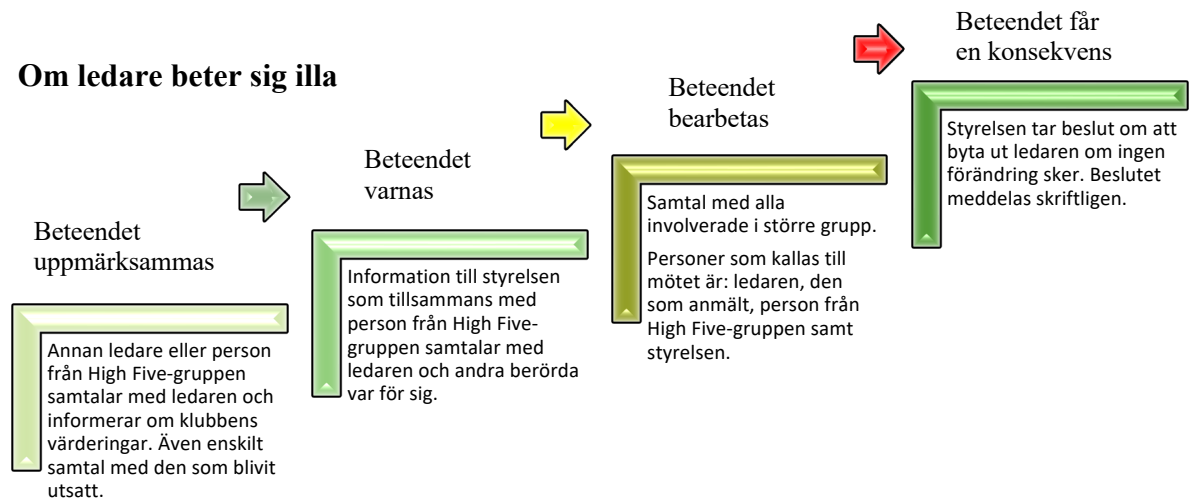 Om ledare beter sig illa
Beteendet
uppmärksammas
Annan ledare eller person
från High Five-gruppen
samtalar med ledaren och
informerar om klubbens
värderingar. Även enskilt
samtal med den som blivit
utsatt.
Beteendet
varnas
Information till styrelsen
som tillsammans med
person från High Five-
gruppen samtalar med
ledaren och andra berörda
var för sig.
Beteendet
bearbetas
Samtal med alla
involverade i större grupp.
Personer som kallas till
mötet är: ledaren, den
som anmält, person från
High Five-gruppen samt
styrelsen.
Beteendet får
en konsekvens
Styrelsen tar beslut om att
byta ut ledaren om ingen
förändring sker. Beslutet
meddelas skriftligen.